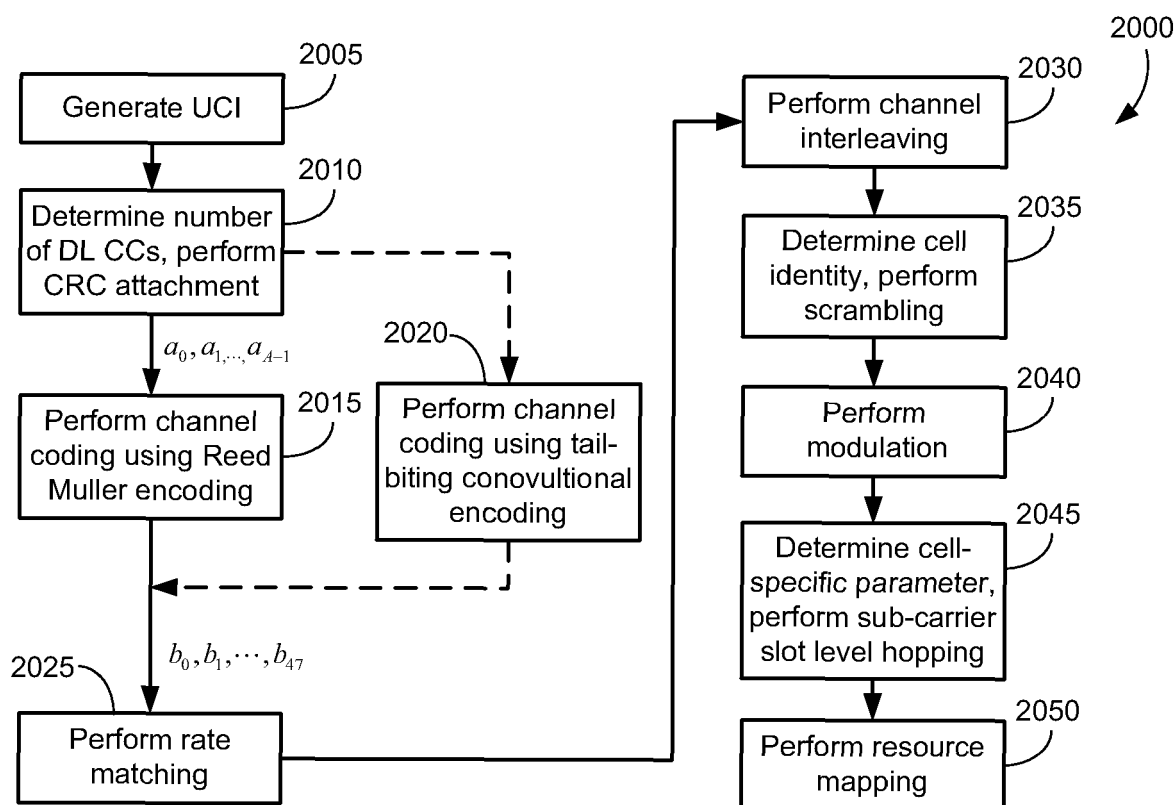 2005
Generate UCI
2010
Determine number
of DL CCs, perform
CRC attachment
a₀, a₁,...,a_{A-1}
2015
Perform channel
coding using Reed
Muller encoding
2020
Perform channel
coding using tail-
biting conovultional
encoding
b₀, b₁, ⋯, b₄₇
2025
Perform rate
matching
2000
2030
Perform channel
interleaving
2035
Determine cell
identity, perform
scrambling
2040
Perform
modulation
2045
Determine cell-
specific parameter,
perform sub-carrier
slot level hopping
2050
Perform resource
mapping